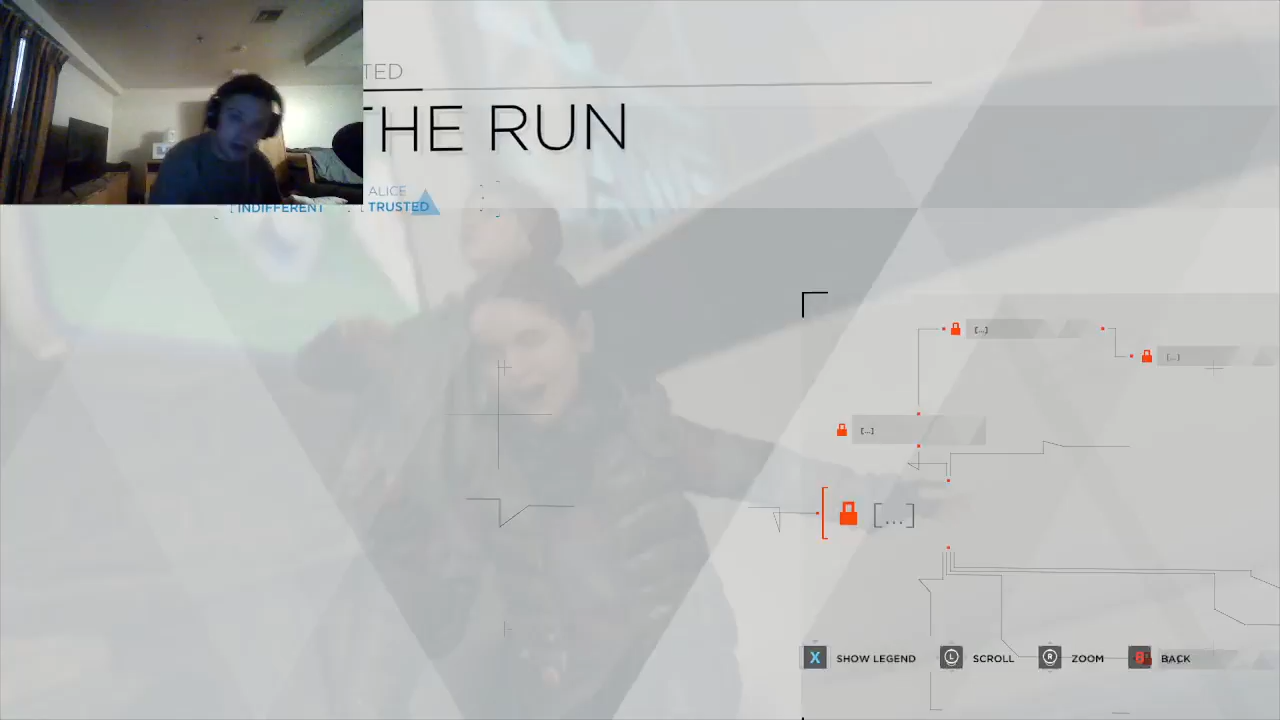 TED
THE RUN
ALICE
INDIFFERENT
TRUSTED
[...]
[...]
[...]
[...]
X SHOW LEGEND L SCROLL R ZOOM B BACK